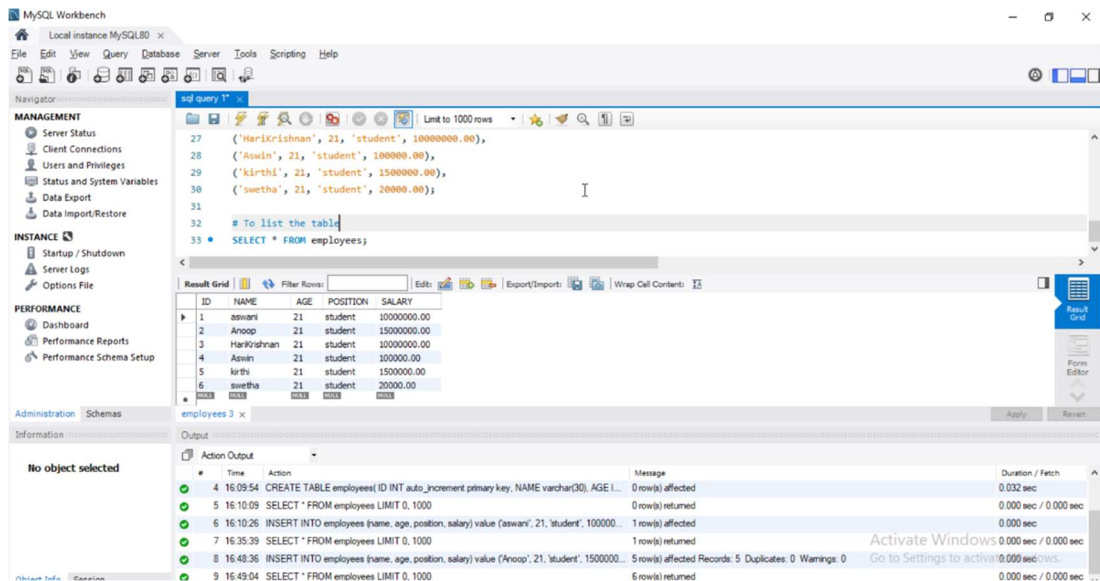 MySQL Workbench
Local instance MySQL80 ×
File Edit View Query Database Server Tools Scripting Help
Navigator
MANAGEMENT
Server Status
Client Connections
Users and Privileges
Status and System Variables
Data Export
Data Import/Restore
INSTANCE
Startup / Shutdown
Server Logs
Options File
PERFORMANCE
Dashboard
Performance Reports
Performance Schema Setup
Administration Schemas
Information
No object selected
Object Info Session
sql query 1* ×
Limit to 1000 rows
27 ('HariKrishnan', 21, 'student', 10000000.00),
28 ('Aswin', 21, 'student', 100000.00),
29 ('kirthi', 21, 'student', 1500000.00),
30 ('swetha', 21, 'student', 20000.00);
31
32 # To list the table
33 SELECT * FROM employees;
Result Grid Filter Rows: Edit: Export/Import: Wrap Cell Content:
ID NAME AGE POSITION SALARY
1 aswani 21 student 10000000.00
2 Anoop 21 student 15000000.00
3 HariKrishnan 21 student 10000000.00
4 Aswin 21 student 100000.00
5 kirthi 21 student 1500000.00
6 swetha 21 student 20000.00
NULL NULL NULL NULL NULL
Result Grid
Form Editor
employees 3 ×
Apply Revert
Output
Action Output
# Time Action Message Duration / Fetch
4 16:09:54 CREATE TABLE employees( ID INT auto_increment primary key, NAME varchar(30), AGE I... 0 row(s) affected 0.032 sec
5 16:10:09 SELECT * FROM employees LIMIT 0, 1000 0 row(s) returned 0.000 sec / 0.000 sec
6 16:10:26 INSERT INTO employees (name, age, position, salary) value ('aswani', 21, 'student', 100000... 1 row(s) affected 0.000 sec
7 16:35:39 SELECT * FROM employees LIMIT 0, 1000 1 row(s) returned 0.000 sec / 0.000 sec
8 16:48:36 INSERT INTO employees (name, age, position, salary) value ('Anoop', 21, 'student', 1500000... 5 row(s) affected Records: 5 Duplicates: 0 Warnings: 0 0.000 sec
9 16:49:04 SELECT * FROM employees LIMIT 0, 1000 6 row(s) returned 0.000 sec / 0.000 sec
Activate Windows
Go to Settings to activate Windows.